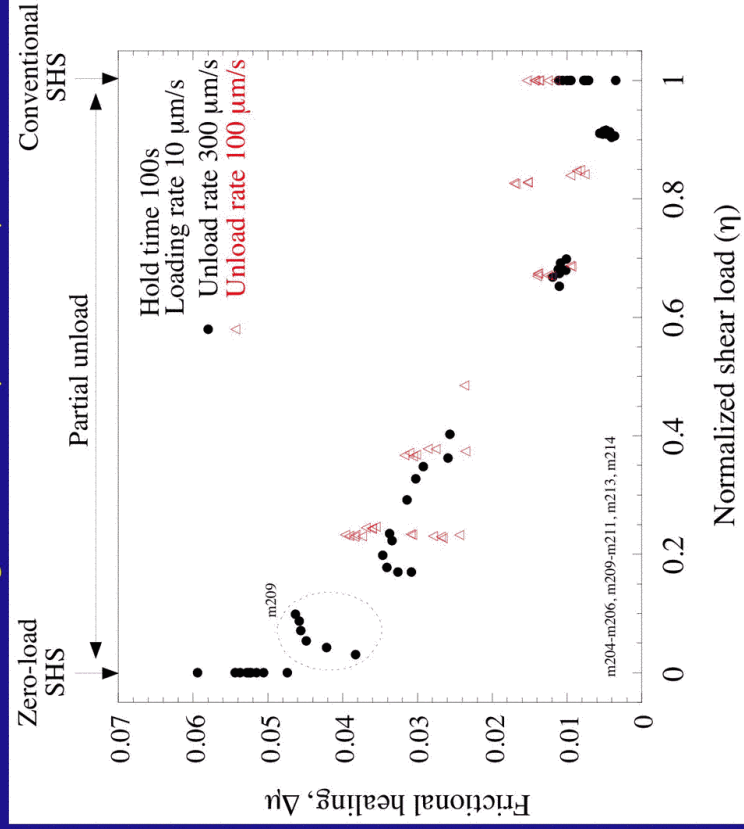 Zero-load
SHS
Partial unload
Conventional
SHS
Hold time 100s
Loading rate 10 μm/s
Unload rate 300 μm/s
Unload rate 100 μm/s
m209
m204-m206, m209-m211, m213, m214
Frictional healing, Δμ
0.07
0.06
0.05
0.04
0.03
0.02
0.01
0
0
0.2
0.4
0.6
0.8
1
Normalized shear load (η)